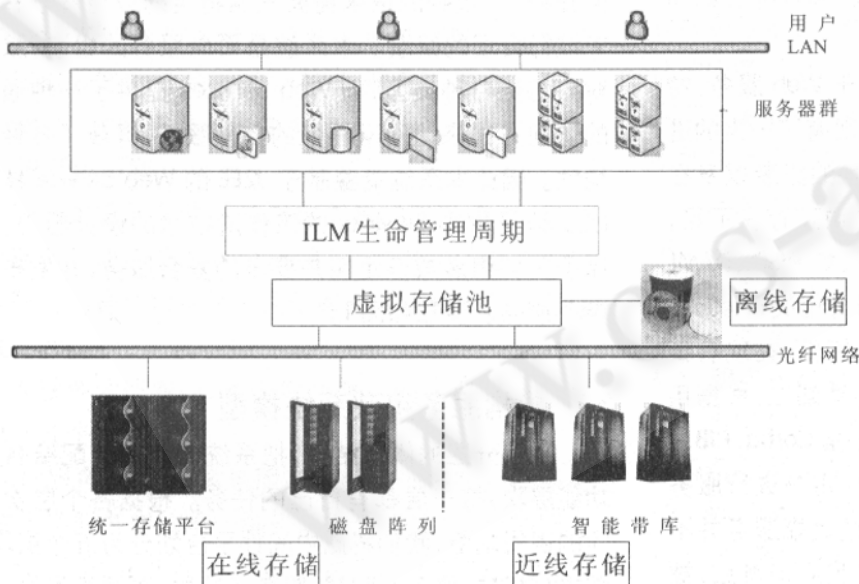 用户
LAN
服务器群
ILM生命管理周期
虚拟存储池
离线存储
光纤网络
统一存储平台
磁盘阵列
智能带库
在线存储
近线存储